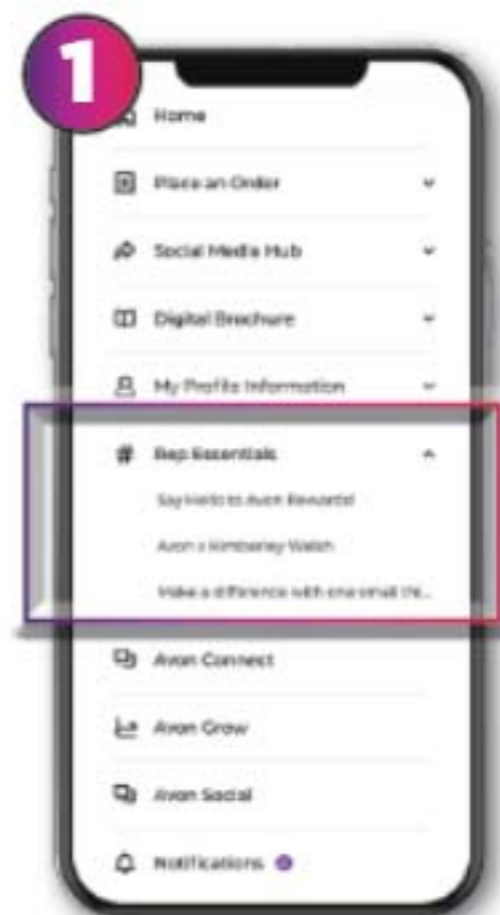 1
Home
Place an Order
Social Media Hub
Digital Brochure
My Profile Information
# Rep Essentials
Say Hello to Avon Rewards!
Avon x Kimberley Walsh
Make a difference with one small thi...
Avon Connect
Avon Grow
Avon Social
Notifications